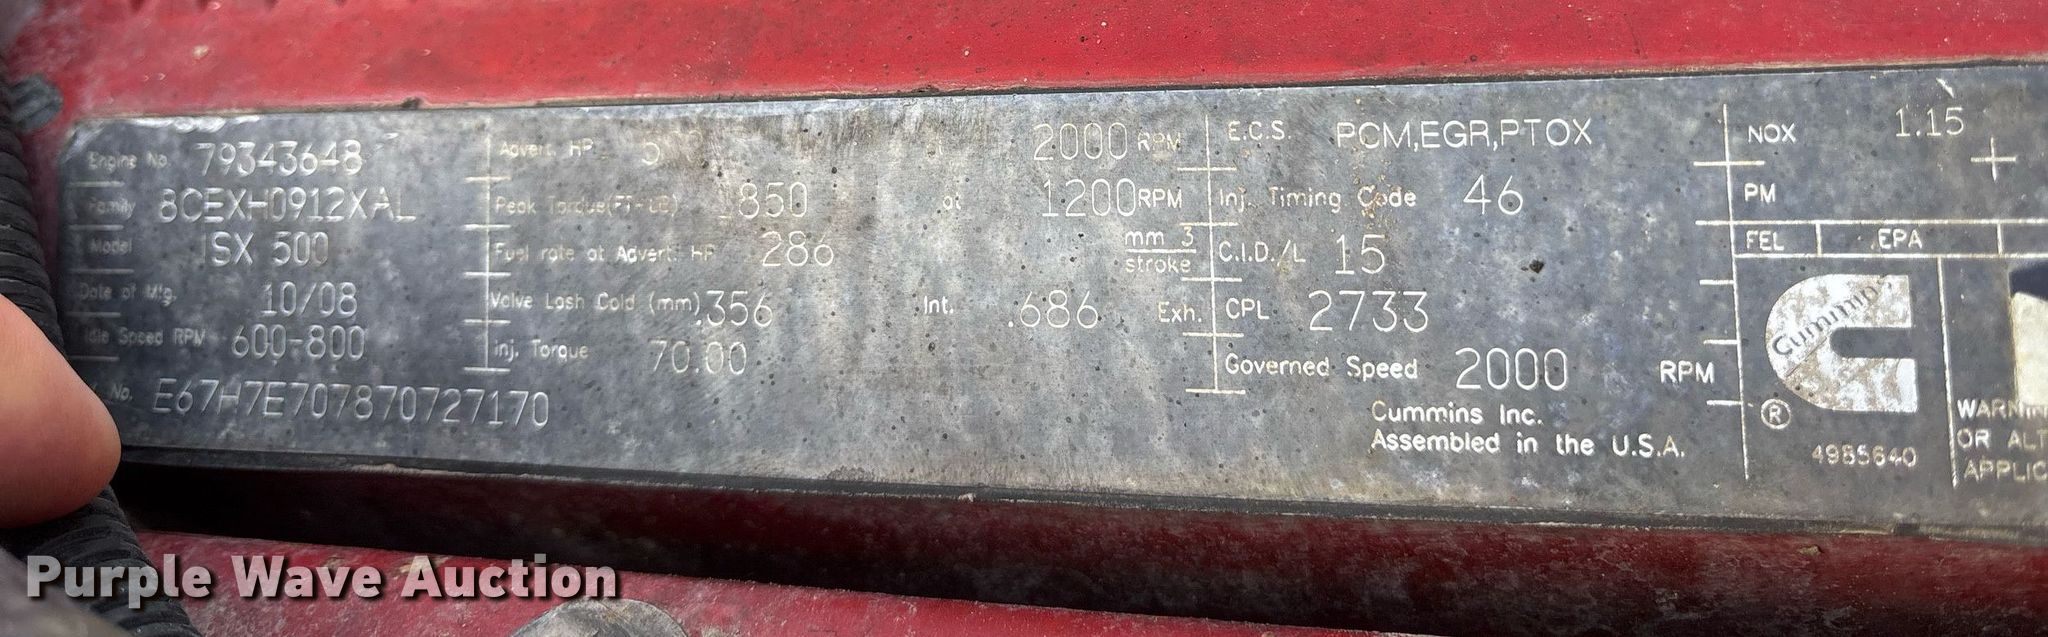 Engine No. 79343648
Family 8CEXH0912XAL
Model ISX 500
Date of Mfg. 10/08
Idle Speed RPM 600-800
No. E67H7E707870727170
Advert. HP 5 at 2000 RPM
Peak Torque(FT-LB) 850 at 1200 RPM
Fuel rate at Advert. HP 286 mm 3 stroke
Valve Lash Cold (mm) .356 Int. .686 Exh.
inj. Torque 70.00
E.C.S. PCM,EGR,PTOX
Inj. Timing Code 46
C.I.D./L 15
CPL 2733
Governed Speed 2000 RPM
Cummins Inc.
Assembled in the U.S.A.
NOX 1.15
PM
FEL EPA
Cummins
®
4985640
OR
Purple Wave Auction